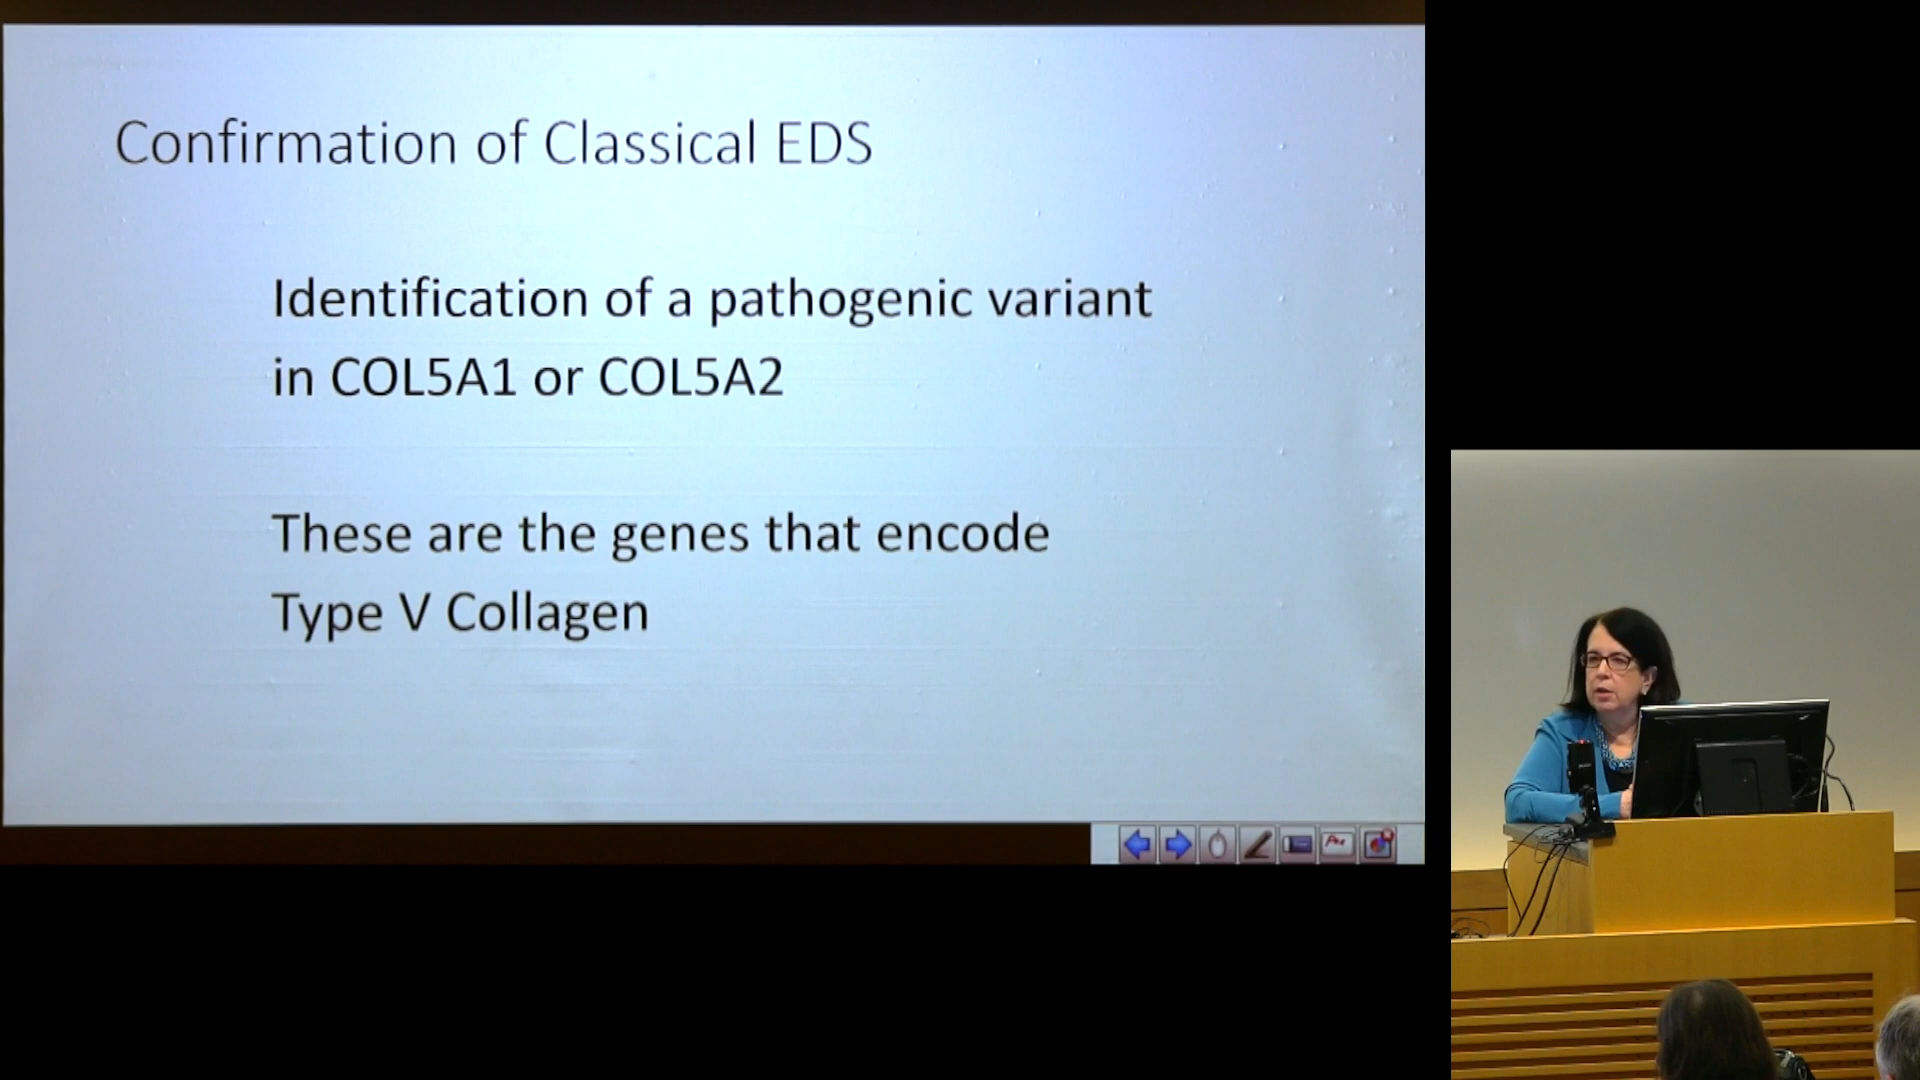 Confirmation of Classical EDS
Identification of a pathogenic variant
in COL5A1 or COL5A2
These are the genes that encode
Type V Collagen